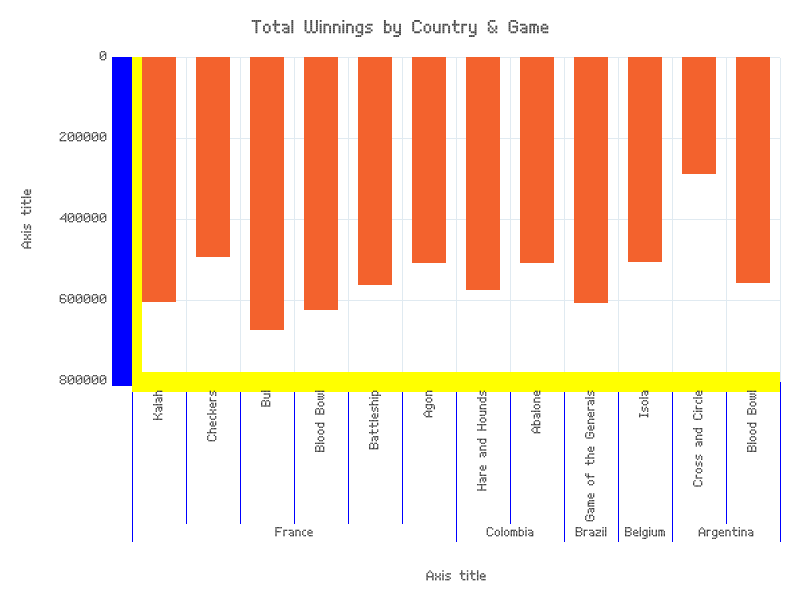 Total Winnings by Country & Game
0
200000
400000
600000
800000
Axis title
Kalah
Checkers
Bul
Blood Bowl
Battleship
Agon
Hare and Hounds
Abalone
Game of the Generals
Isola
Cross and Circle
Blood Bowl
France
Colombia
Brazil
Belgium
Argentina
Axis title